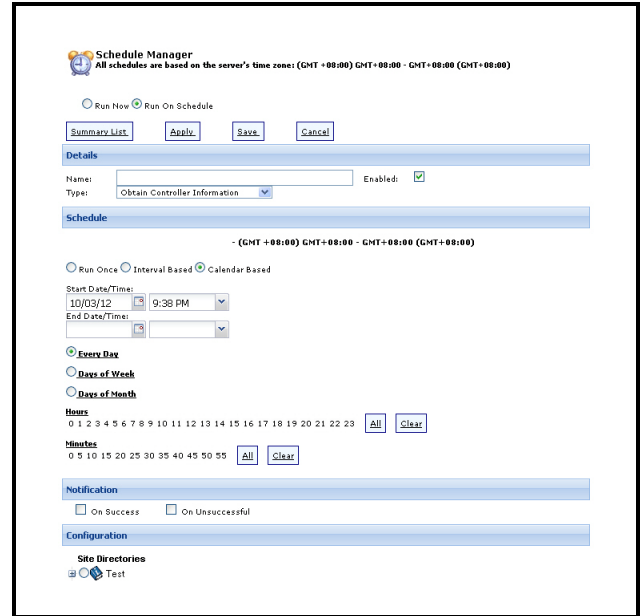 Schedule Manager
All schedules are based on the server's time zone: (GMT +08:00) GMT+08:00 - GMT+08:00 (GMT+08:00)
Run Now Run On Schedule
Summary List Apply Save Cancel
Details
Name: Enabled:
Type: Obtain Controller Information
Schedule
- (GMT +08:00) GMT+08:00 - GMT+08:00 (GMT+08:00)
Run Once Interval Based Calendar Based
Start Date/Time:
10/03/12 9:38 PM
End Date/Time:
Every Day
Days of Week
Days of Month
Hours
0 1 2 3 4 5 6 7 8 9 10 11 12 13 14 15 16 17 18 19 20 21 22 23 All Clear
Minutes
0 5 10 15 20 25 30 35 40 45 50 55 All Clear
Notification
On Success On Unsuccessful
Configuration
Site Directories
Test